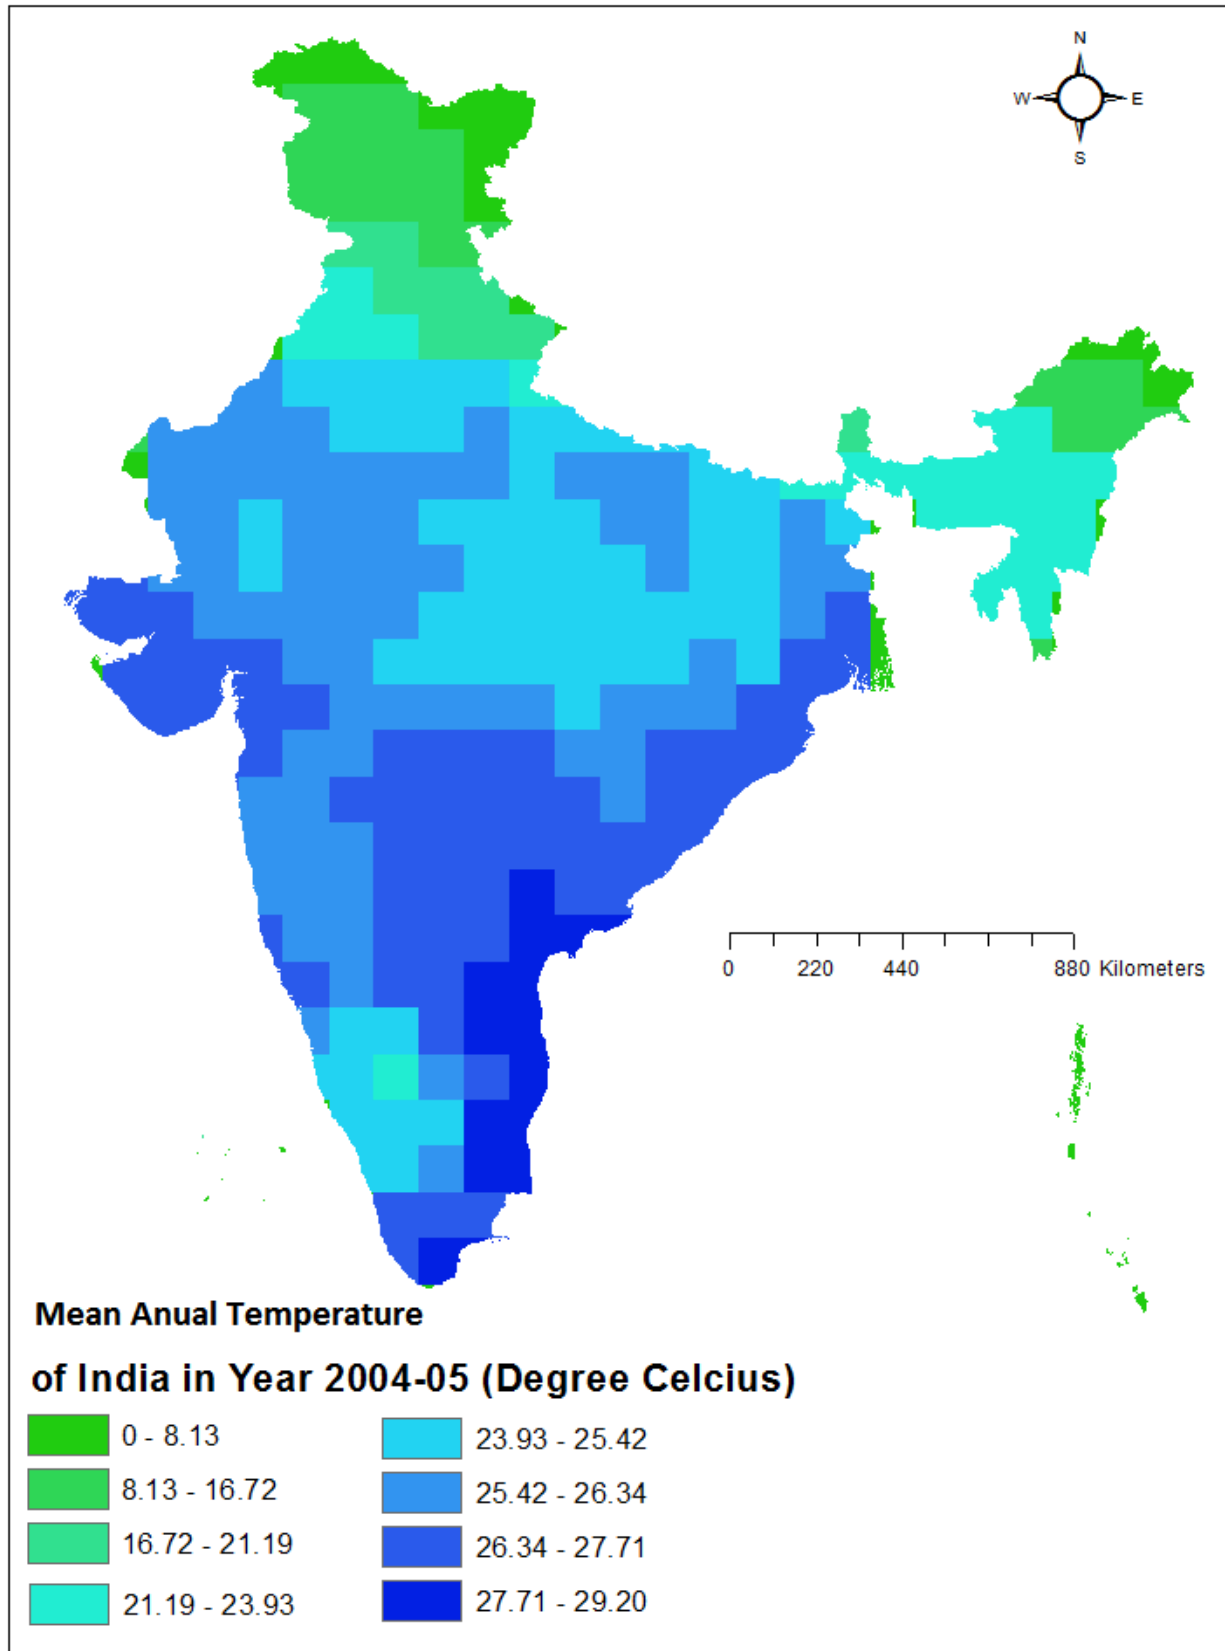 N
W E
S
0 220 440 880 Kilometers
Mean Anual Temperature
of India in Year 2004-05 (Degree Celcius)
0 - 8.13
8.13 - 16.72
16.72 - 21.19
21.19 - 23.93
23.93 - 25.42
25.42 - 26.34
26.34 - 27.71
27.71 - 29.20